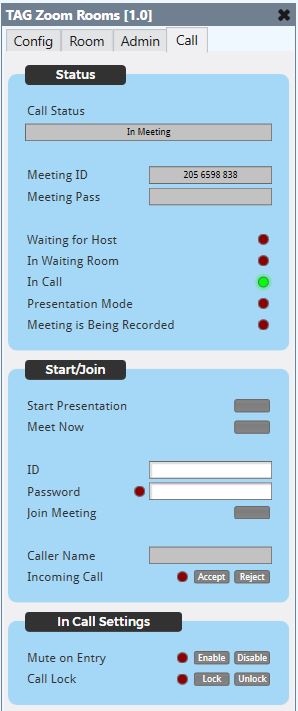 TAG Zoom Rooms [1.0]
Config Room Admin Call
Status
Call Status
In Meeting
Meeting ID 205 6598 838
Meeting Pass
Waiting for Host
In Waiting Room
In Call
Presentation Mode
Meeting is Being Recorded
Start/Join
Start Presentation
Meet Now
ID
Password
Join Meeting
Caller Name
Incoming Call Accept Reject
In Call Settings
Mute on Entry Enable Disable
Call Lock Lock Unlock